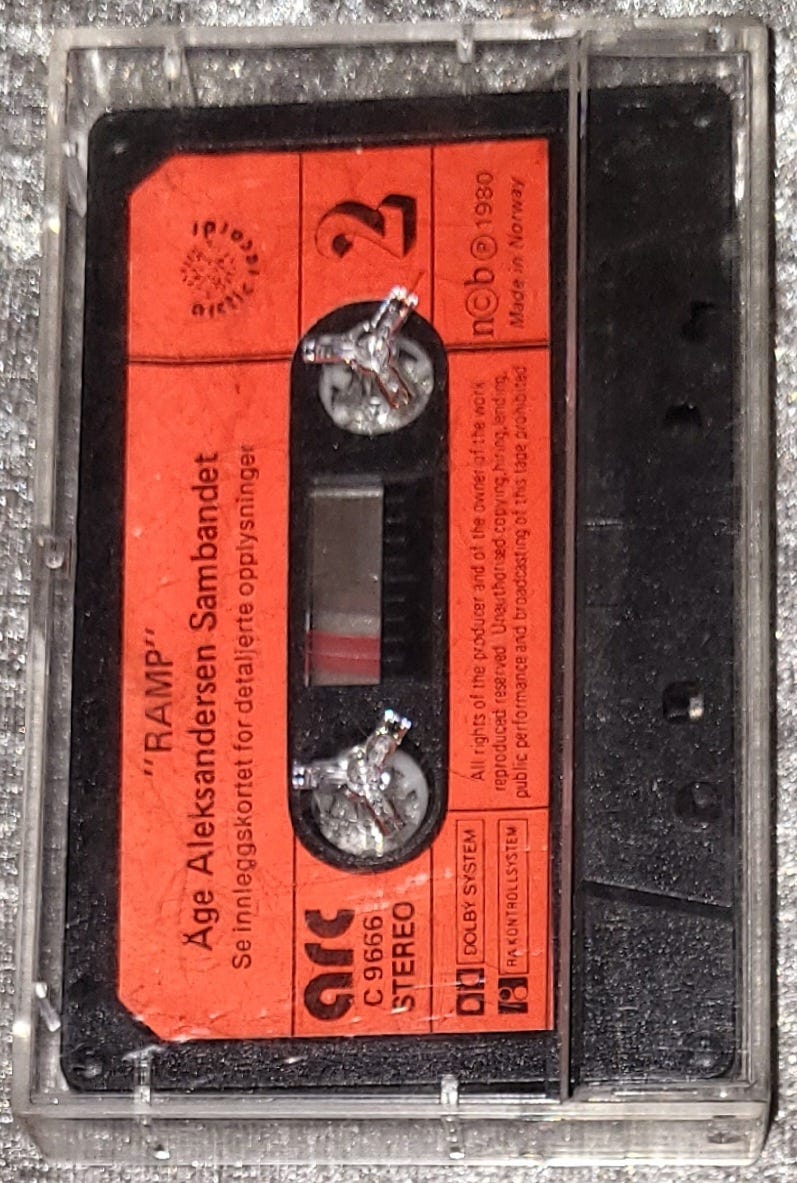 "RAMP"
Åge Aleksandersen Sambandet
Se innleggskortet for detaljerte opplysninger
arc
C 9666
STEREO
2
DOLBY SYSTEM
RA KONTROLLSYSTEM
All rights of the producer and of the owner of the work
reproduced reserved. Unauthorised copying, hiring, lending,
public performance and broadcasting of this tape prohibited
n©b ℗ 1980
Made in Norway